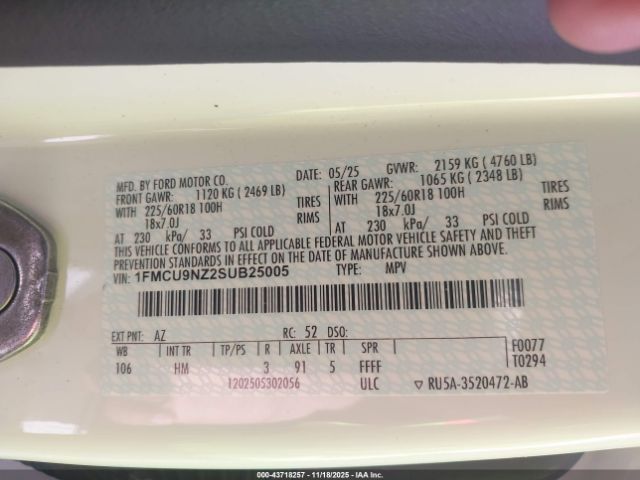 MFD. BY FORD MOTOR CO. DATE: 05/25 GVWR: 2159 KG ( 4760 LB)
FRONT GAWR: 1120 KG ( 2469 LB) REAR GAWR: 1065 KG ( 2348 LB)
WITH 225/60R18 100H TIRES WITH 225/60R18 100H TIRES
18x7.0J RIMS 18x7.0J RIMS
AT 230 kPa/ 33 PSI COLD AT 230 kPa/ 33 PSI COLD
THIS VEHICLE CONFORMS TO ALL APPLICABLE FEDERAL MOTOR VEHICLE SAFETY AND THEFT
PREVENTION STANDARDS IN EFFECT ON THE DATE OF MANUFACTURE SHOWN ABOVE.
VIN: 1FMCU9NZ2SUB25005 TYPE: MPV
EXT PNT: AZ RC: 52 DSO: F0077
WB INT TR TP/PS R AXLE TR SPR T0294
106 HM 3 91 5 FFFF
1202505302056 ULC ▽ RU5A-3520472-AB
000-43718257 - 11/18/2025 - IAA Inc.